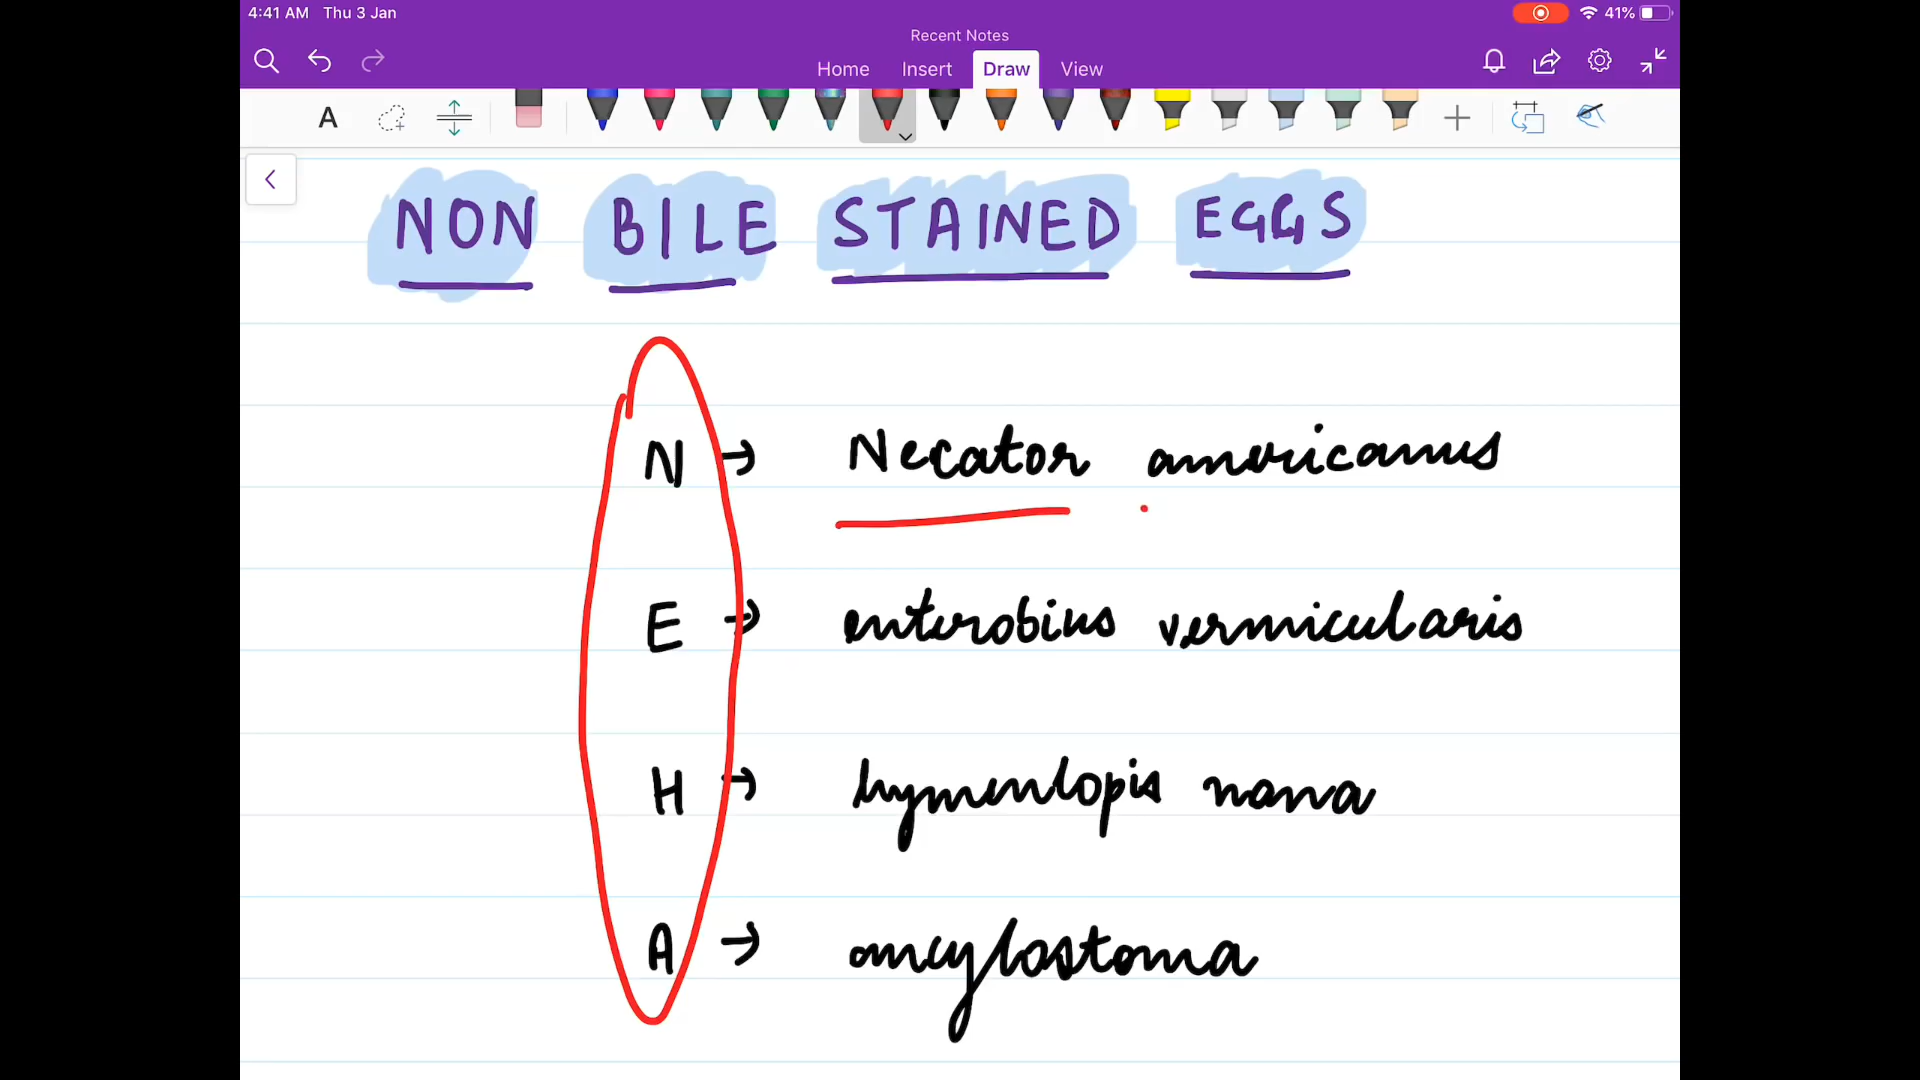 4:41 AM Thu 3 Jan 41%
Recent Notes
Home Insert Draw View
A
NON BILE STAINED EGGS
N → Necator americanus
E → enterobius vermicularis
H → hymenlopis nana
A → ancylostoma